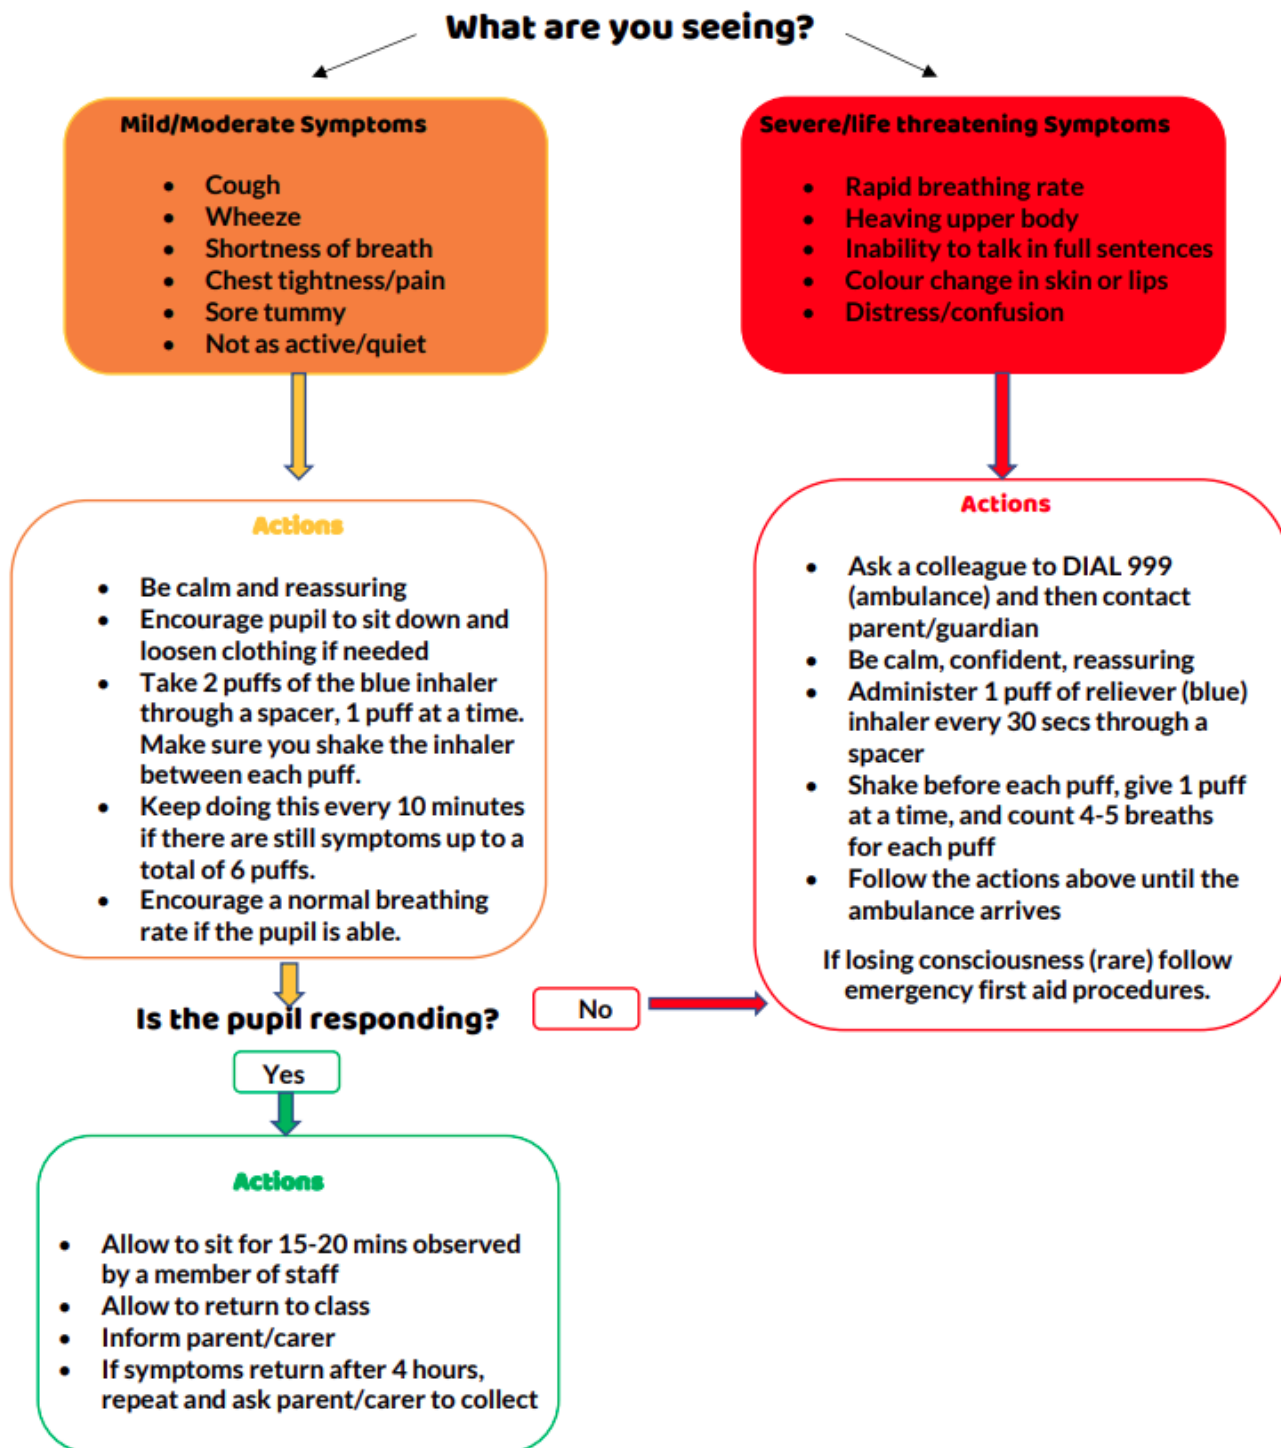 What are you seeing?
Mild/Moderate Symptoms
• Cough
• Wheeze
• Shortness of breath
• Chest tightness/pain
• Sore tummy
• Not as active/quiet
Severe/life threatening Symptoms
• Rapid breathing rate
• Heaving upper body
• Inability to talk in full sentences
• Colour change in skin or lips
• Distress/confusion
Actions
• Be calm and reassuring
• Encourage pupil to sit down and
loosen clothing if needed
• Take 2 puffs of the blue inhaler
through a spacer, 1 puff at a time.
Make sure you shake the inhaler
between each puff.
• Keep doing this every 10 minutes
if there are still symptoms up to a
total of 6 puffs.
• Encourage a normal breathing
rate if the pupil is able.
Actions
• Ask a colleague to DIAL 999
(ambulance) and then contact
parent/guardian
• Be calm, confident, reassuring
• Administer 1 puff of reliever (blue)
inhaler every 30 secs through a
spacer
• Shake before each puff, give 1 puff
at a time, and count 4-5 breaths
for each puff
• Follow the actions above until the
ambulance arrives
If losing consciousness (rare) follow
emergency first aid procedures.
Is the pupil responding?
No
Yes
Actions
• Allow to sit for 15-20 mins observed
by a member of staff
• Allow to return to class
• Inform parent/carer
• If symptoms return after 4 hours,
repeat and ask parent/carer to collect